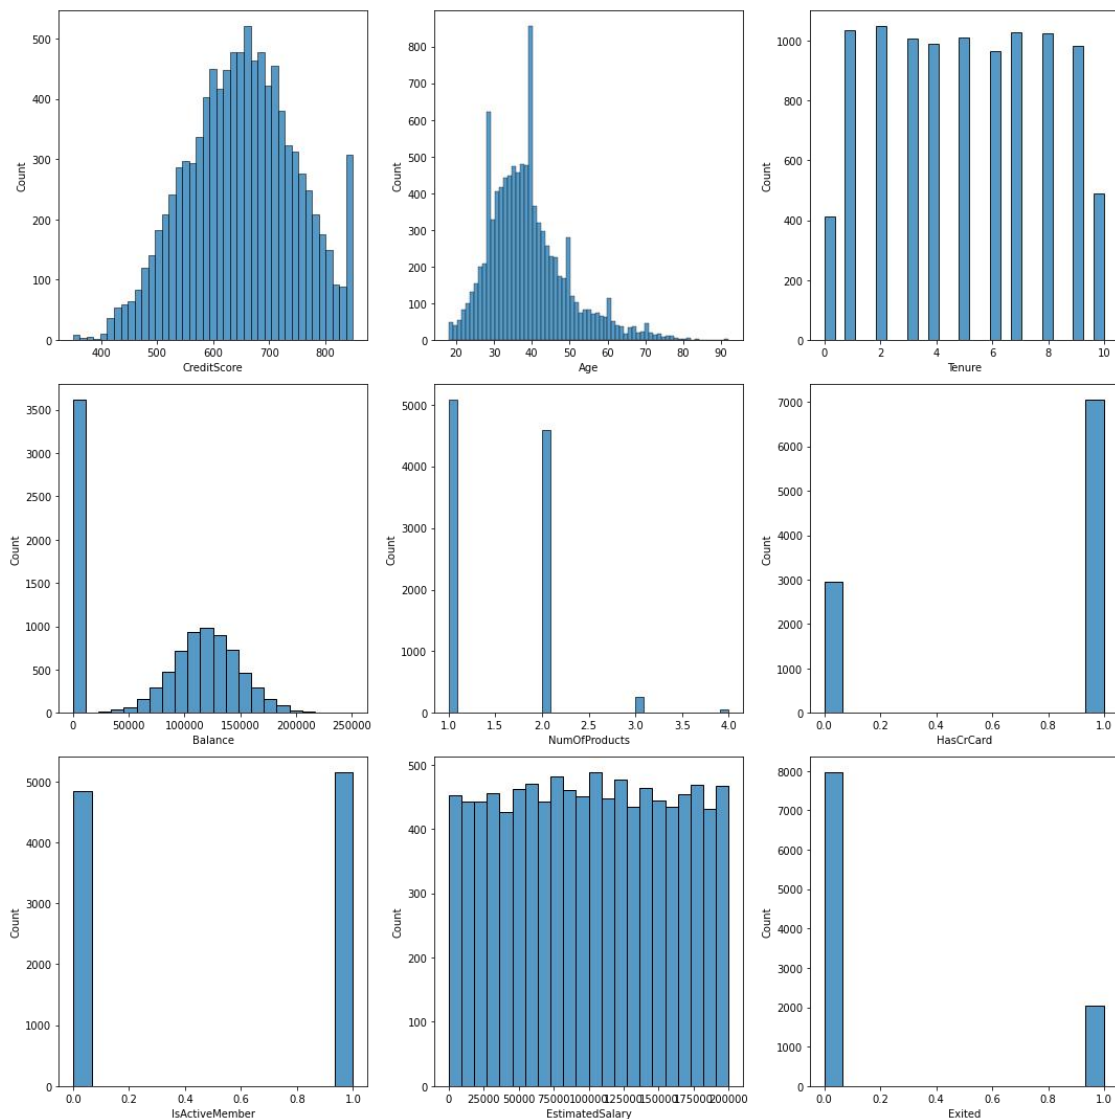 500
400
300
200
100
0
Count
400 500 600 700 800
CreditScore
800
700
600
500
400
300
200
100
0
Count
20 30 40 50 60 70 80 90
Age
1000
800
600
400
200
0
Count
0 2 4 6 8 10
Tenure
3500
3000
2500
2000
1500
1000
500
0
Count
0 50000 100000 150000 200000 250000
Balance
5000
4000
3000
2000
1000
0
Count
1.0 1.5 2.0 2.5 3.0 3.5 4.0
NumOfProducts
7000
6000
5000
4000
3000
2000
1000
0
Count
0.0 0.2 0.4 0.6 0.8 1.0
HasCrCard
5000
4000
3000
2000
1000
0
Count
0.0 0.2 0.4 0.6 0.8 1.0
IsActiveMember
500
400
300
200
100
0
Count
0 25000 50000 75000 100000 125000 150000 175000 200000
EstimatedSalary
8000
7000
6000
5000
4000
3000
2000
1000
0
Count
0.0 0.2 0.4 0.6 0.8 1.0
Exited